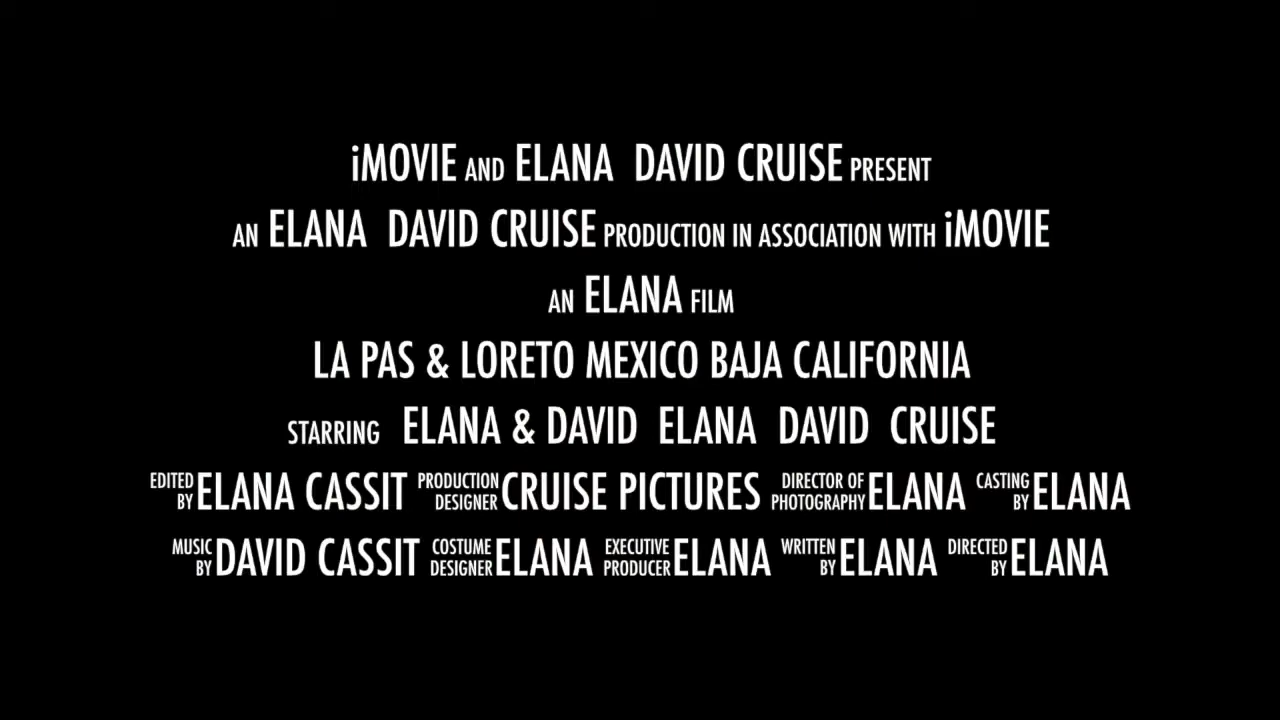 iMOVIE AND ELANA DAVID CRUISE PRESENT
AN ELANA DAVID CRUISE PRODUCTION IN ASSOCIATION WITH iMOVIE
AN ELANA FILM
LA PAS & LORETO MEXICO BAJA CALIFORNIA
STARRING ELANA & DAVID ELANA DAVID CRUISE
EDITED BY ELANA CASSIT PRODUCTION DESIGNER CRUISE PICTURES DIRECTOR OF PHOTOGRAPHY ELANA CASTING BY ELANA
MUSIC BY DAVID CASSIT COSTUME DESIGNER ELANA EXECUTIVE PRODUCER ELANA WRITTEN BY ELANA DIRECTED BY ELANA